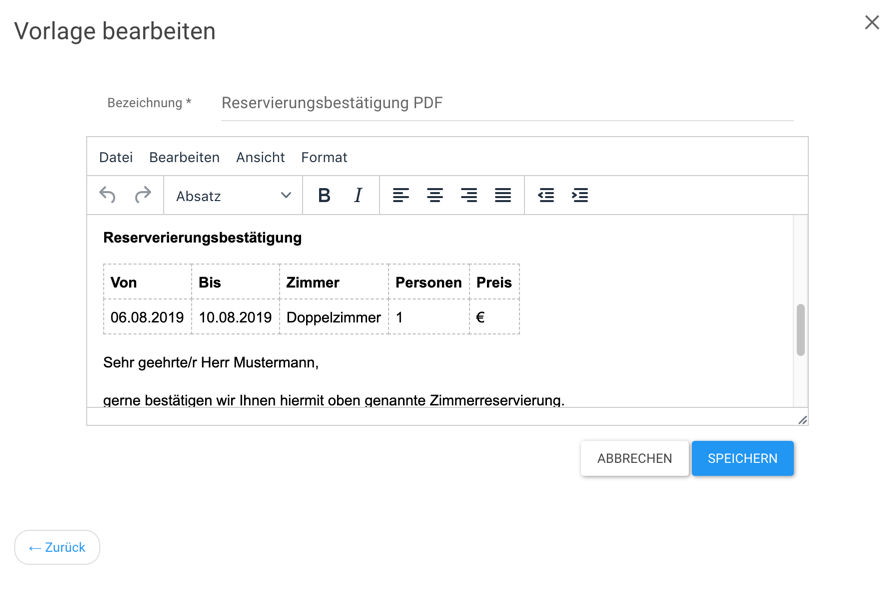 Vorlage bearbeiten
Bezeichnung * Reservierungsbestätigung PDF
Datei Bearbeiten Ansicht Format
Absatz B I
Reserverierungsbestätigung
Von Bis Zimmer Personen Preis
06.08.2019 10.08.2019 Doppelzimmer 1 €
Sehr geehrte/r Herr Mustermann,
gerne bestätigen wir Ihnen hiermit oben genannte Zimmerreservierung.
ABBRECHEN SPEICHERN
← Zurück